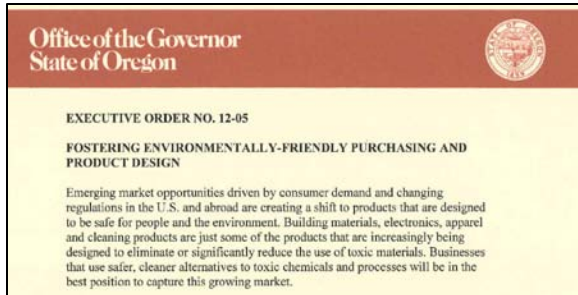 Office of the Governor
State of Oregon
STATE OF OREGON
1859
EXECUTIVE ORDER NO. 12-05
FOSTERING ENVIRONMENTALLY-FRIENDLY PURCHASING AND
PRODUCT DESIGN
Emerging market opportunities driven by consumer demand and changing
regulations in the U.S. and abroad are creating a shift to products that are designed
to be safe for people and the environment. Building materials, electronics, apparel
and cleaning products are just some of the products that are increasingly being
designed to eliminate or significantly reduce the use of toxic materials. Businesses
that use safer, cleaner alternatives to toxic chemicals and processes will be in the
best position to capture this growing market.